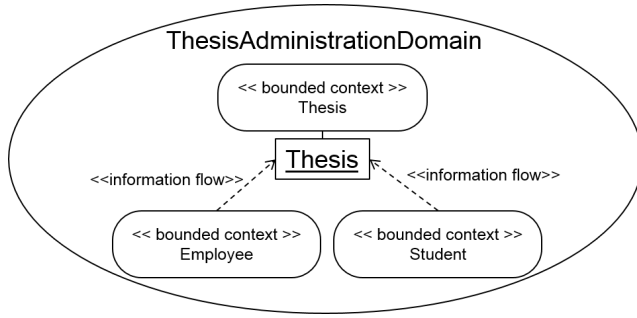 ThesisAdministrationDomain
<< bounded context >>
Thesis
Thesis
<<information flow>>
<<information flow>>
<< bounded context >>
Employee
<< bounded context >>
Student